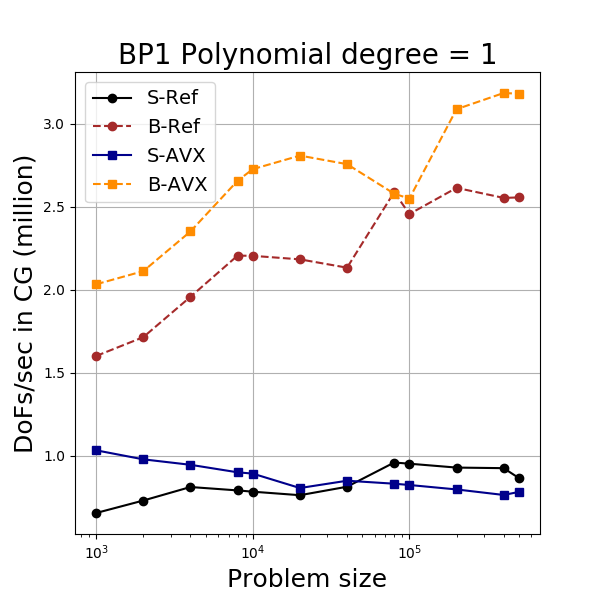 BP1 Polynomial degree = 1
S-Ref
B-Ref
S-AVX
B-AVX
DoFs/sec in CG (million)
3.0
2.5
2.0
1.5
1.0
10³
10⁴
10⁵
Problem size